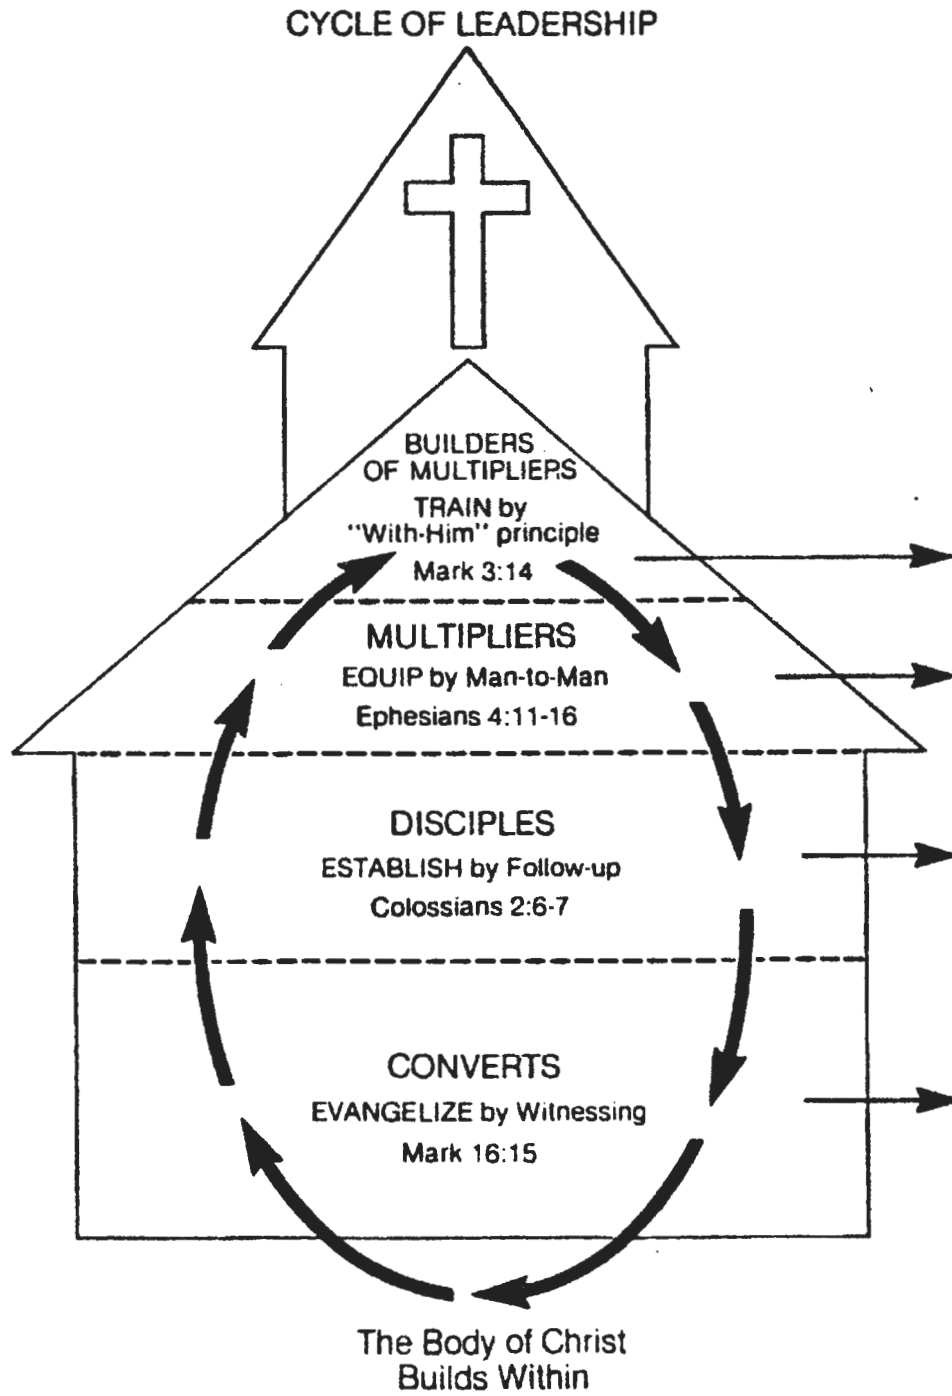 CYCLE OF LEADERSHIP
BUILDERS
OF MULTIPLIERS
TRAIN by
"With-Him" principle
Mark 3:14
MULTIPLIERS
EQUIP by Man-to-Man
Ephesians 4:11-16
DISCIPLES
ESTABLISH by Follow-up
Colossians 2:6-7
CONVERTS
EVANGELIZE by Witnessing
Mark 16:15
The Body of Christ
Builds Within